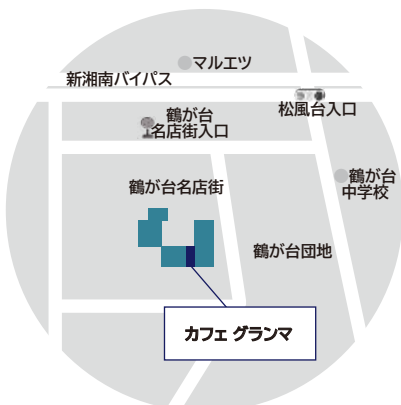 マルエツ
新湘南バイパス
松風台入口
鶴が台
名店街入口
鶴が台
中学校
鶴が台名店街
鶴が台団地
カフェ グランマ